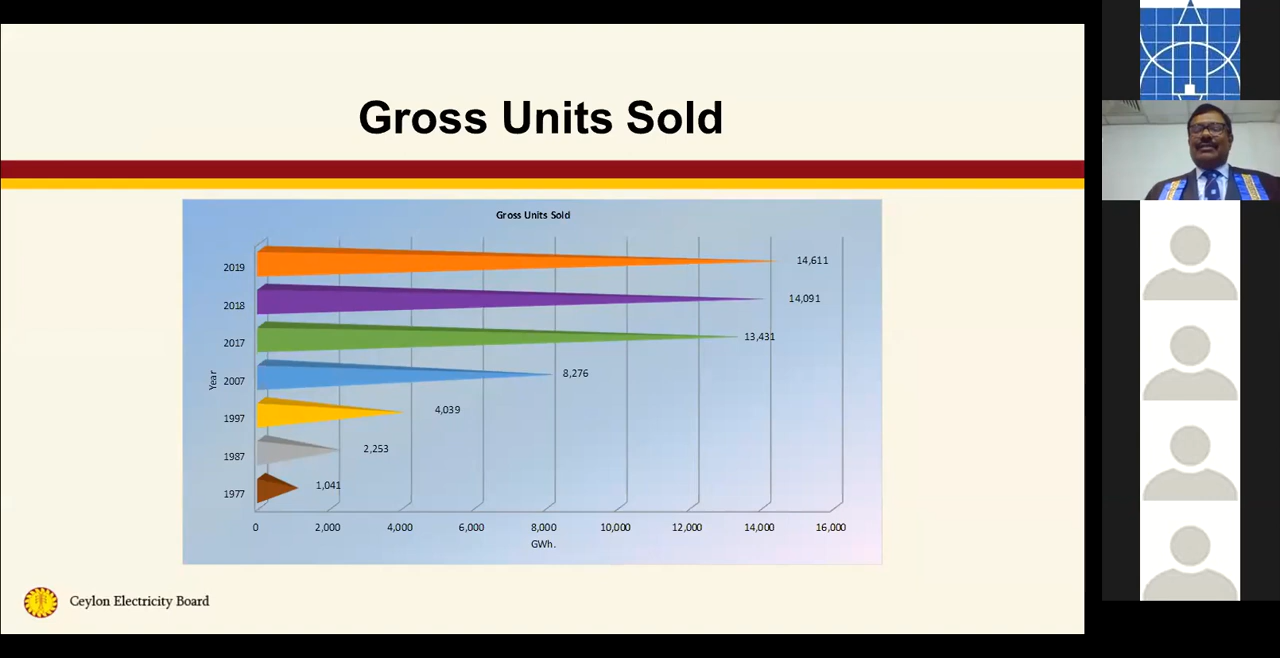 Gross Units Sold
Gross Units Sold
2019
14,611
2018
14,091
2017
13,431
2007
8,276
1997
4,039
1987
2,253
1977
1,041
Year
0 2,000 4,000 6,000 8,000 10,000 12,000 14,000 16,000
GWh.
Ceylon Electricity Board